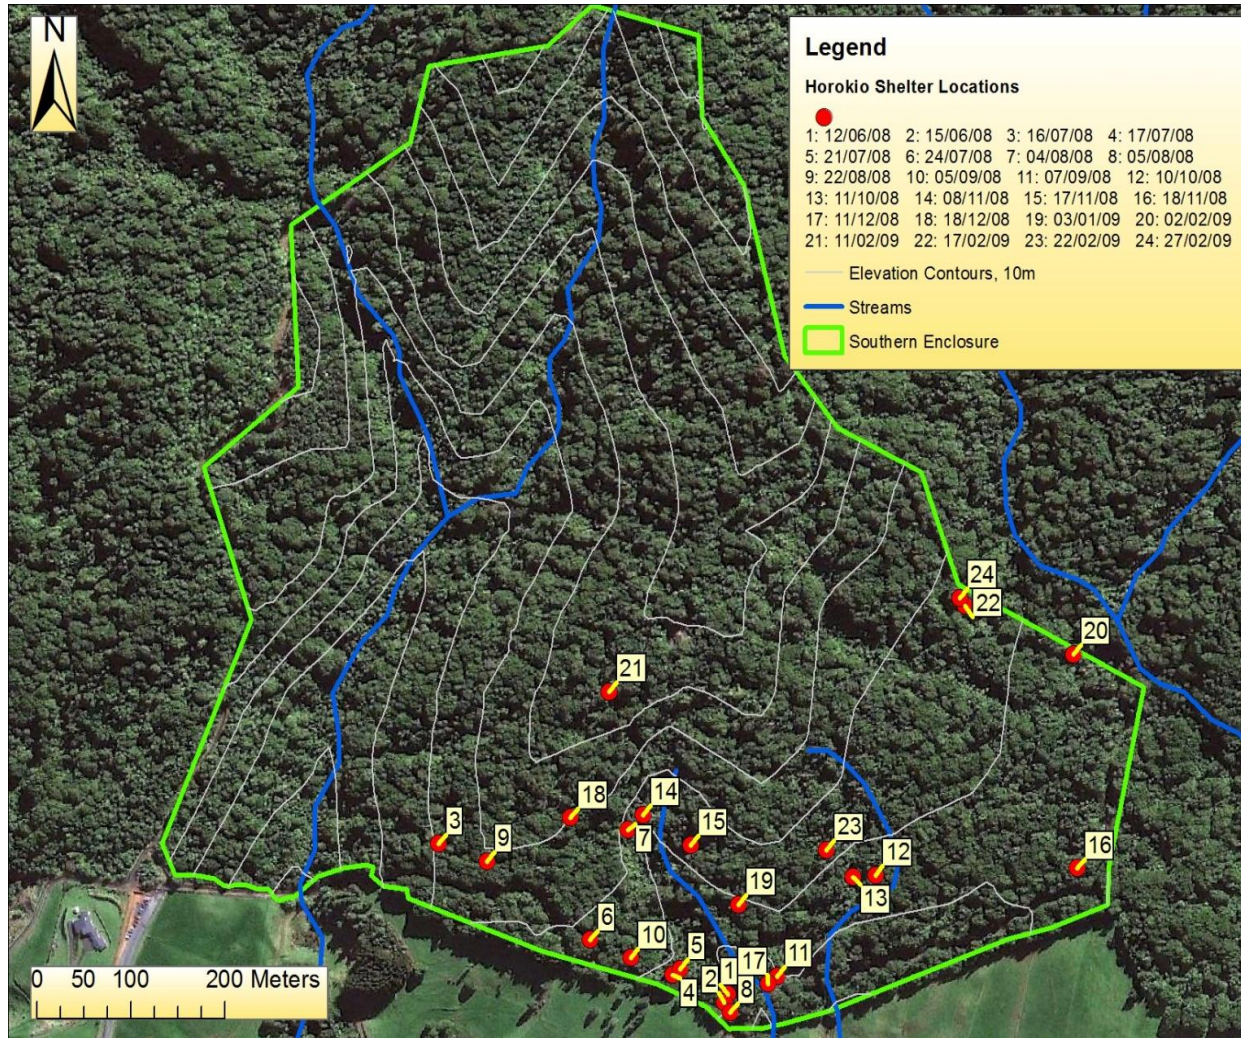 N
Legend
Horokio Shelter Locations
1: 12/06/08 2: 15/06/08 3: 16/07/08 4: 17/07/08
5: 21/07/08 6: 24/07/08 7: 04/08/08 8: 05/08/08
9: 22/08/08 10: 05/09/08 11: 07/09/08 12: 10/10/08
13: 11/10/08 14: 08/11/08 15: 17/11/08 16: 18/11/08
17: 11/12/08 18: 18/12/08 19: 03/01/09 20: 02/02/09
21: 11/02/09 22: 17/02/09 23: 22/02/09 24: 27/02/09
Elevation Contours, 10m
Streams
Southern Enclosure
24
22
20
21
14
18
7
3
9
15
23
12
13
16
19
6
10
5
4
17
11
1
2
8
0 50 100 200 Meters